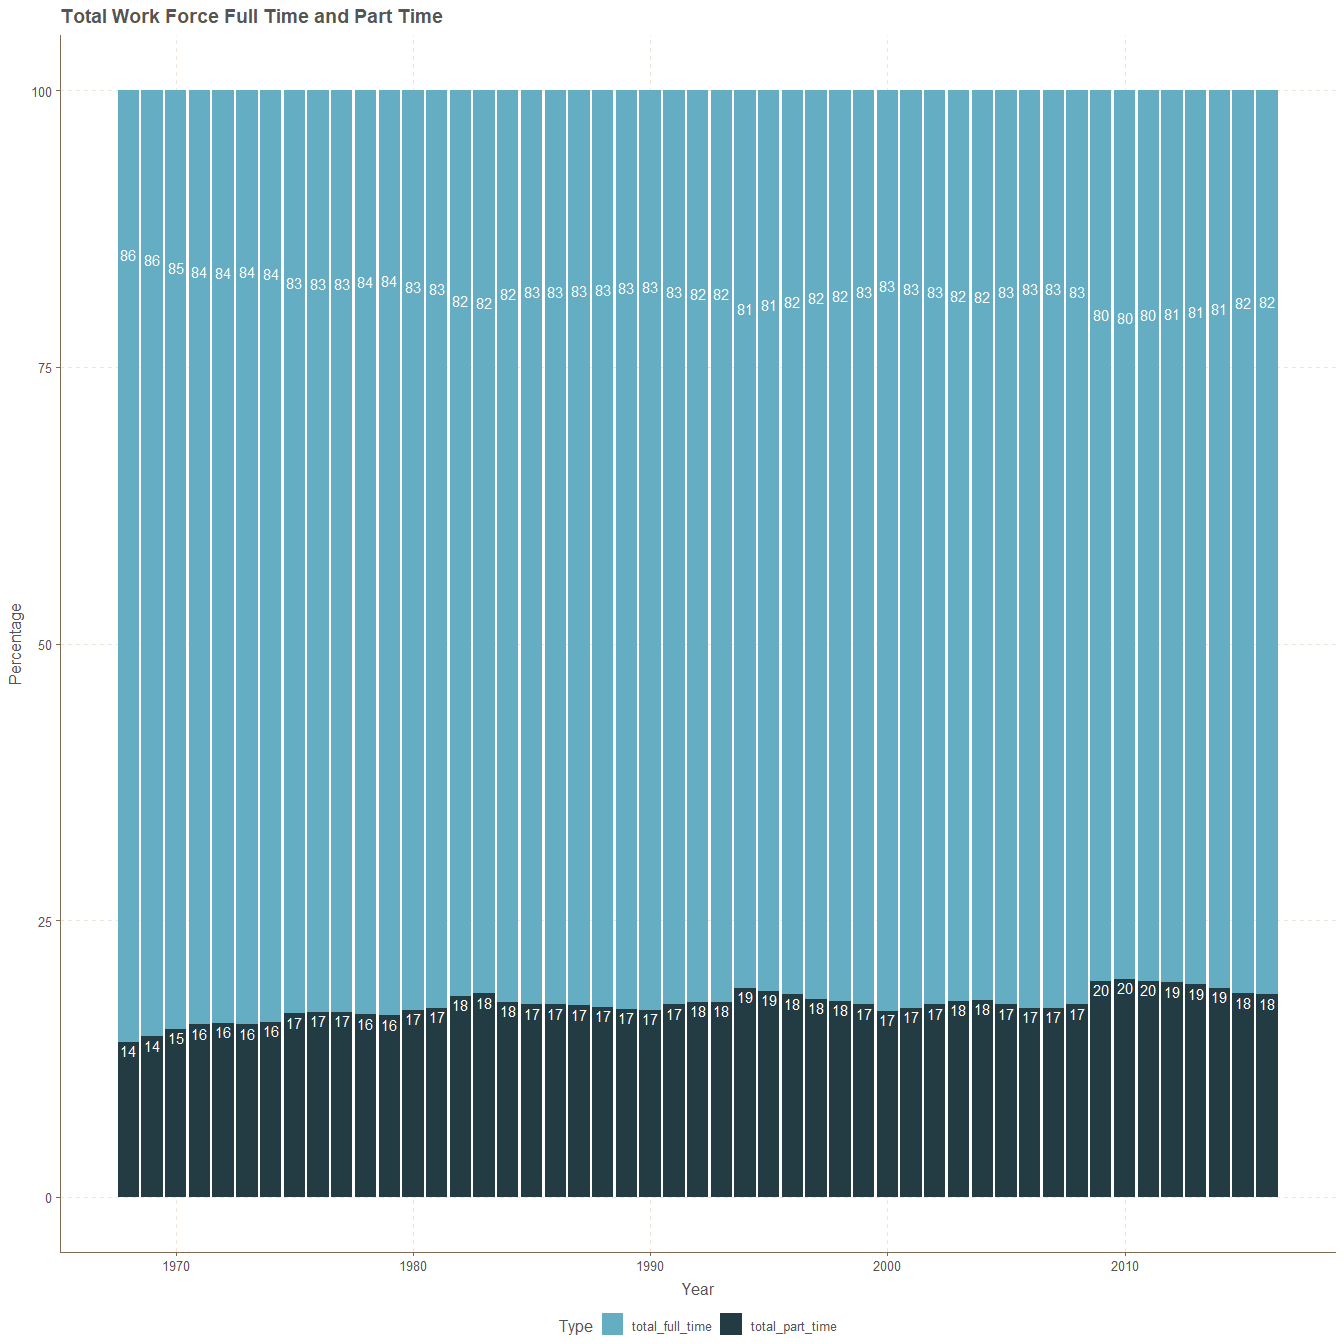 Total Work Force Full Time and Part Time
100
75
50
25
0
Percentage
86 86 85 84 84 84 84 83 83 83 84 84 83 83 82 82 82 83 83 83 83 83 83 83 82 82 81 81 82 82 82 83 83 83 83 82 82 83 83 83 83 80 80 80 81 81 81 82 82
14 14 15 16 16 16 16 17 17 17 16 16 17 17 18 18 18 17 17 17 17 17 17 17 18 18 19 19 18 18 18 17 17 17 17 18 18 17 17 17 17 20 20 20 19 19 19 18 18
1970 1980 1990 2000 2010
Year
Type total_full_time total_part_time